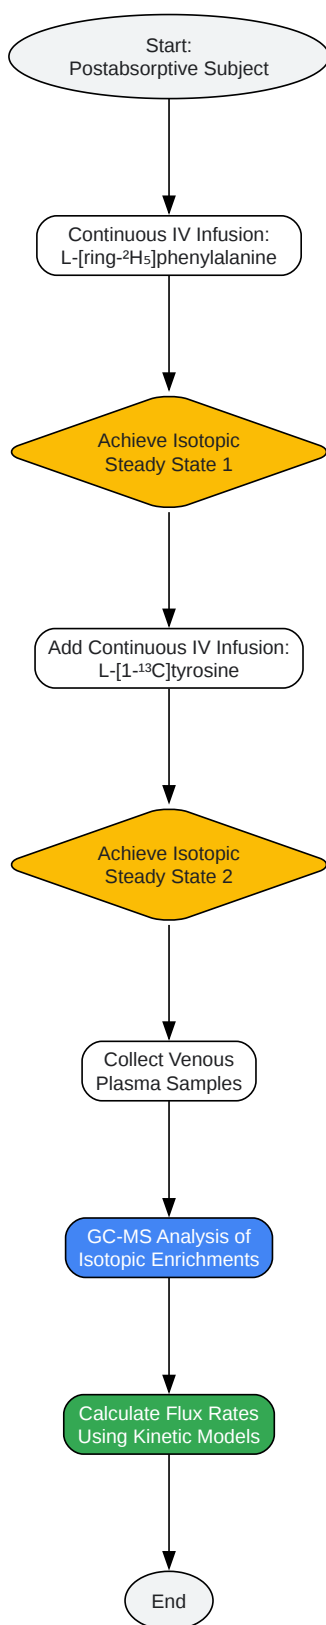 Start:
Postabsorptive Subject
Continuous IV Infusion:
L-[ring-²H₅]phenylalanine
Achieve Isotopic
Steady State 1
Add Continuous IV Infusion:
L-[1-¹³C]tyrosine
Achieve Isotopic
Steady State 2
Collect Venous
Plasma Samples
GC-MS Analysis of
Isotopic Enrichments
Calculate Flux Rates
Using Kinetic Models
End